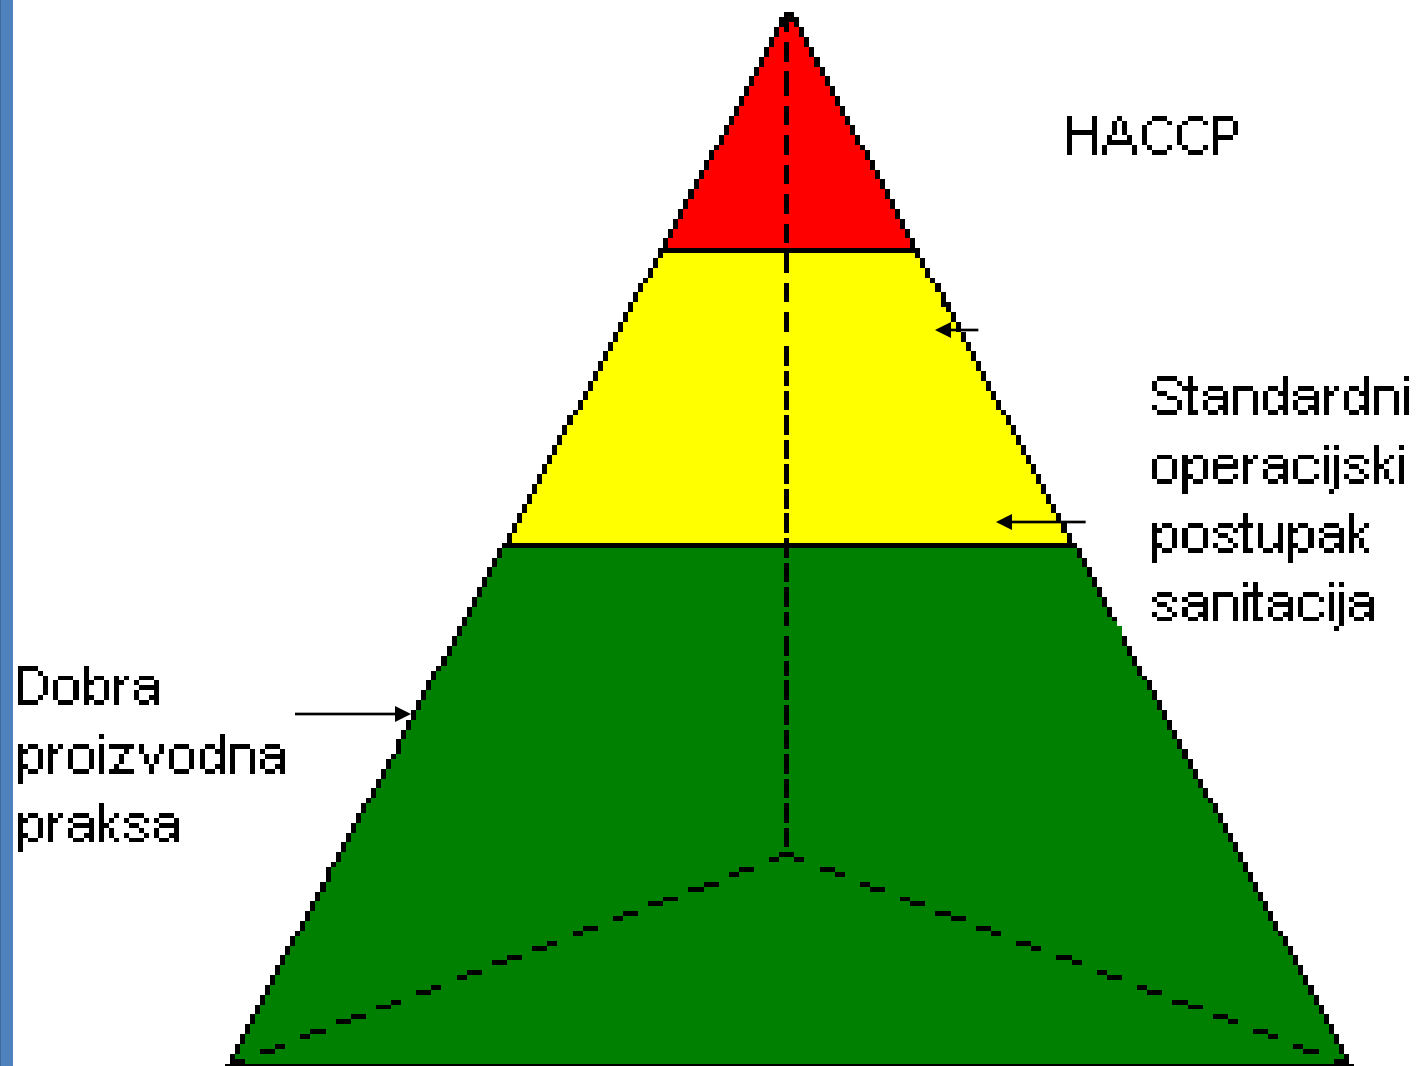 HACCP
Standardni
operacijski
postupak
sanitacija
Dobra
proizvodna
praksa